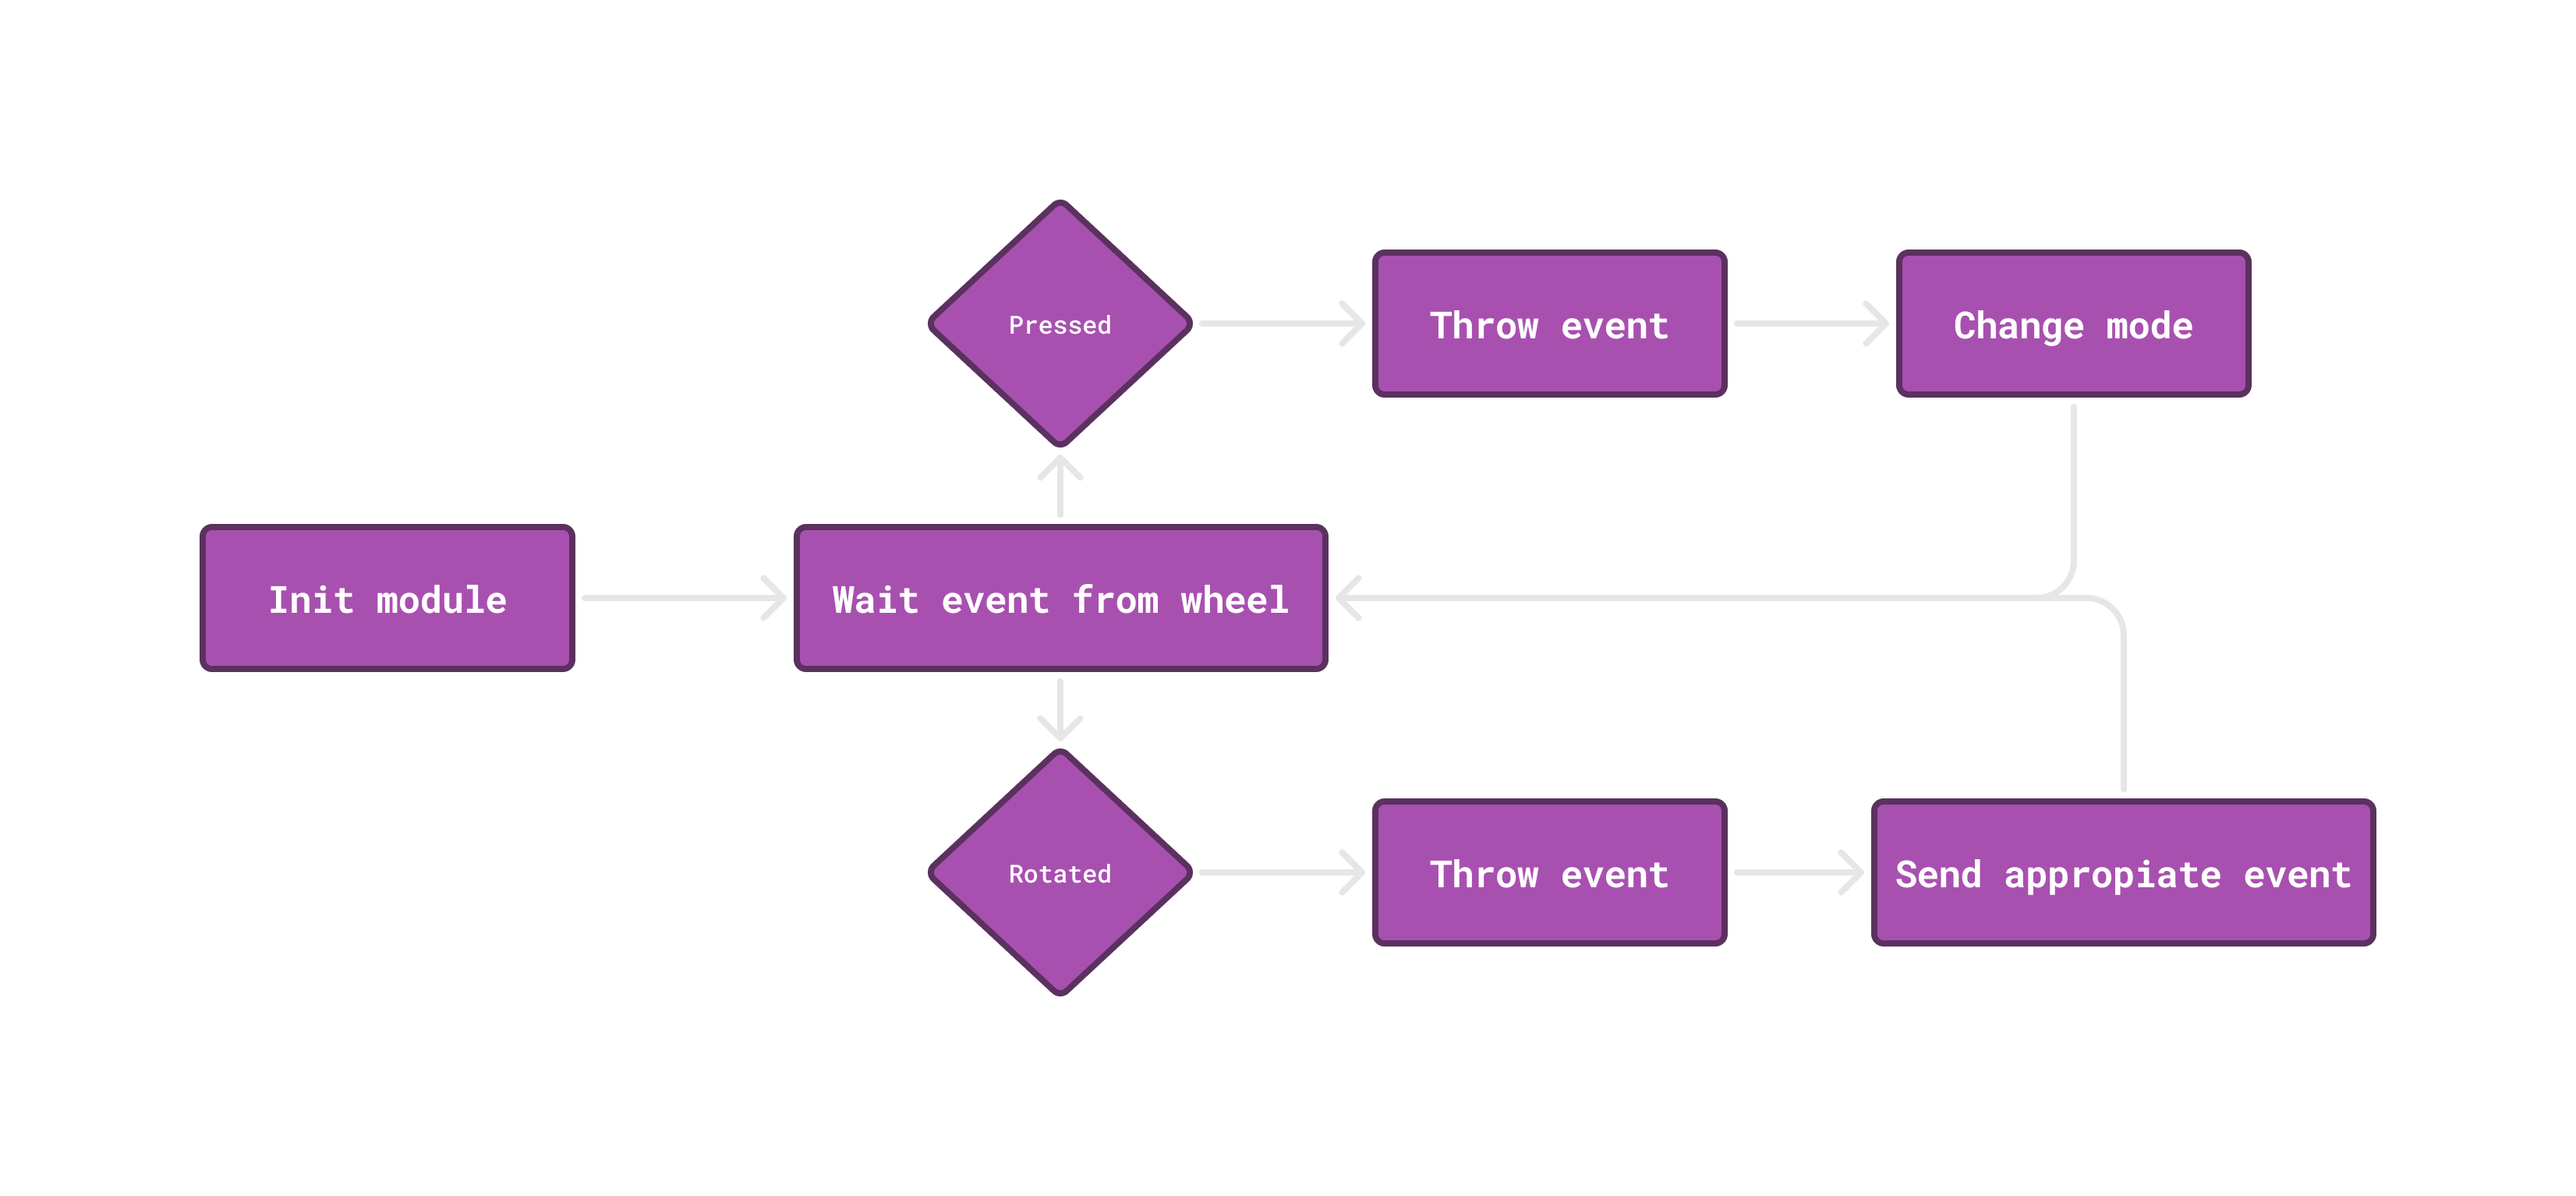 Pressed
Throw event
Change mode
Init module
Wait event from wheel
Rotated
Throw event
Send appropiate event